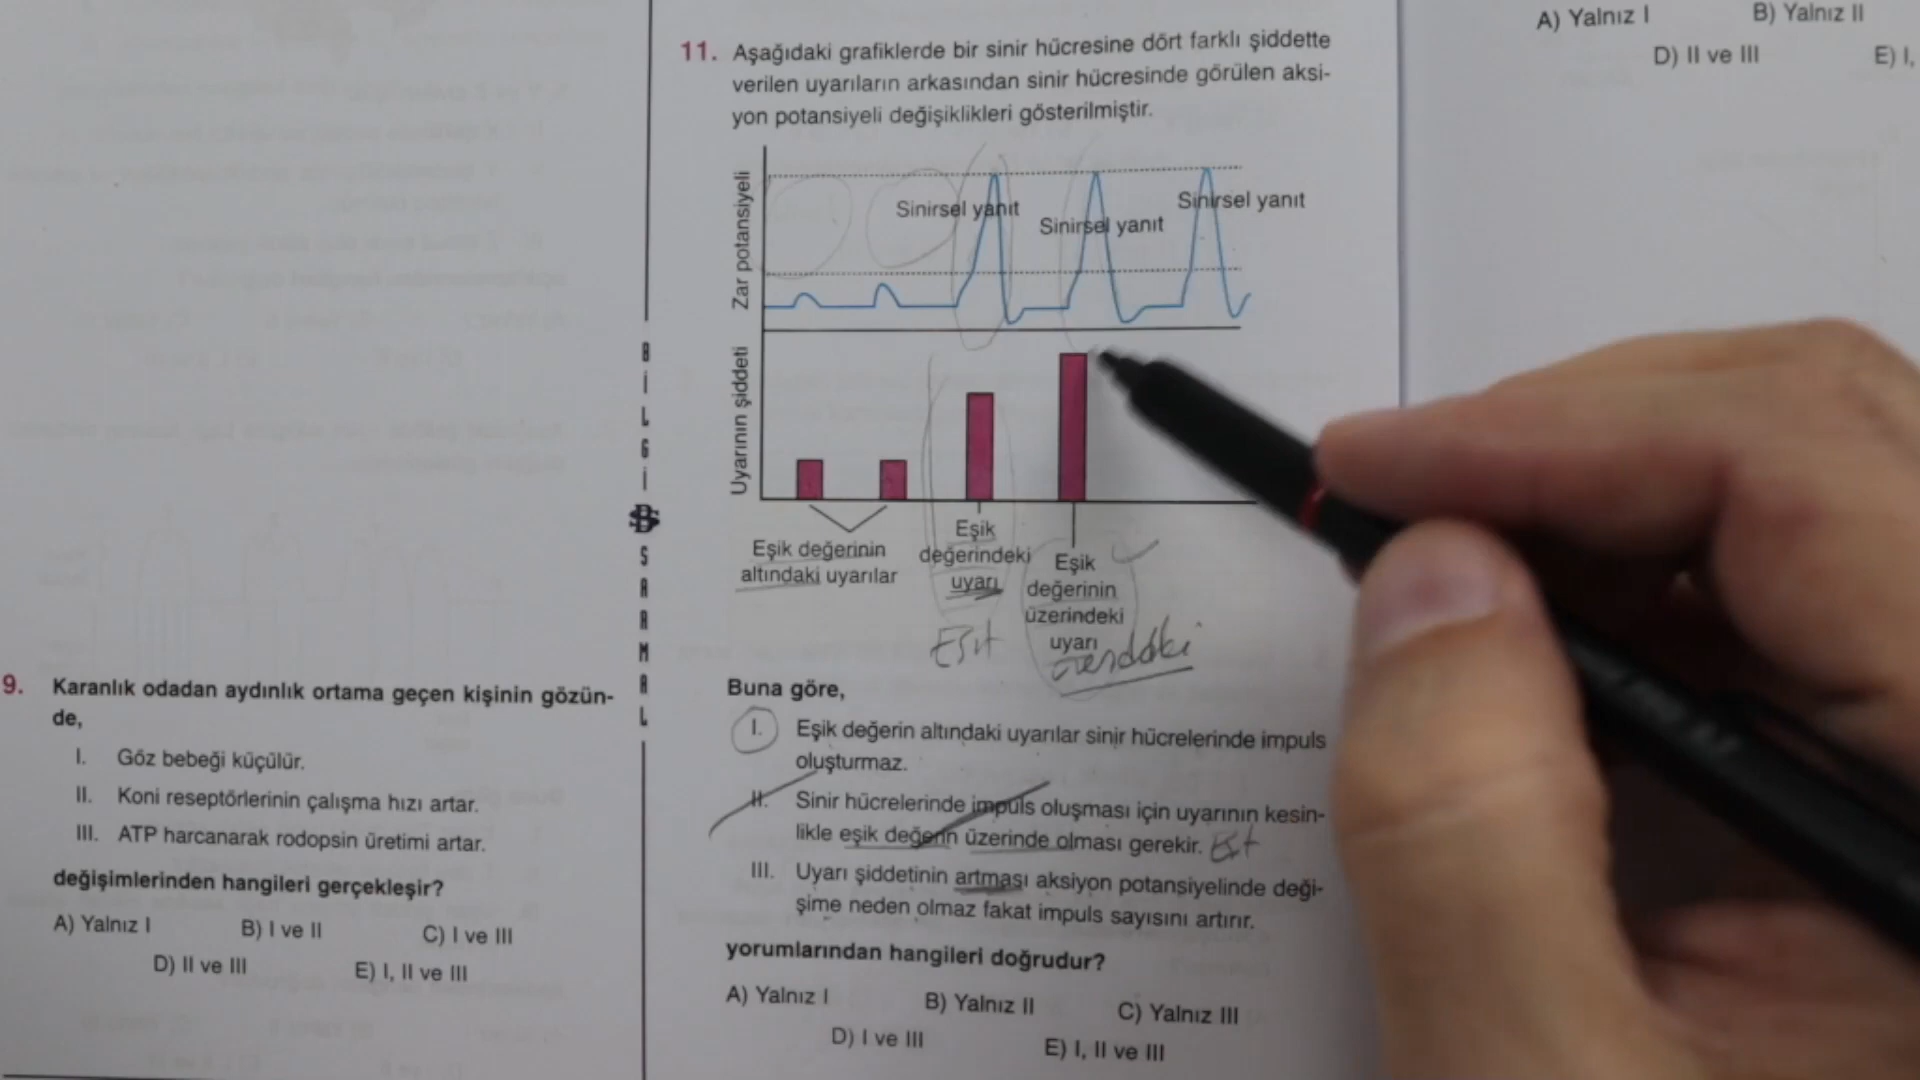 9. Karanlık odadan aydınlık ortama geçen kişinin gözün-
de,
I. Göz bebeği küçülür.
II. Koni reseptörlerinin çalışma hızı artar.
III. ATP harcanarak rodopsin üretimi artar.
değişimlerinden hangileri gerçekleşir?
A) Yalnız I B) I ve II C) I ve III
D) II ve III E) I, II ve III
BİLGİ SARMAL
11. Aşağıdaki grafiklerde bir sinir hücresine dört farklı şiddette
verilen uyarıların arkasından sinir hücresinde görülen aksi-
yon potansiyeli değişiklikleri gösterilmiştir.
Zar potansiyeli
Sinirsel yanıt
Sinirsel yanıt
Sinirsel yanıt
Uyarının şiddeti
Eşik değerinin
altındaki uyarılar
Eşik
değerindeki
uyarı
Eşit
Eşik
değerinin
üzerindeki
uyarı
Buna göre,
I. Eşik değerin altındaki uyarılar sinir hücrelerinde impuls
oluşturmaz.
II. Sinir hücrelerinde impuls oluşması için uyarının kesin-
likle eşik değerin üzerinde olması gerekir. Eşit
III. Uyarı şiddetinin artması aksiyon potansiyelinde deği-
şime neden olmaz fakat impuls sayısını artırır.
yorumlarından hangileri doğrudur?
A) Yalnız I B) Yalnız II C) Yalnız III
D) I ve III E) I, II ve III
A) Yalnız I B) Yalnız II
D) II ve III E) I,